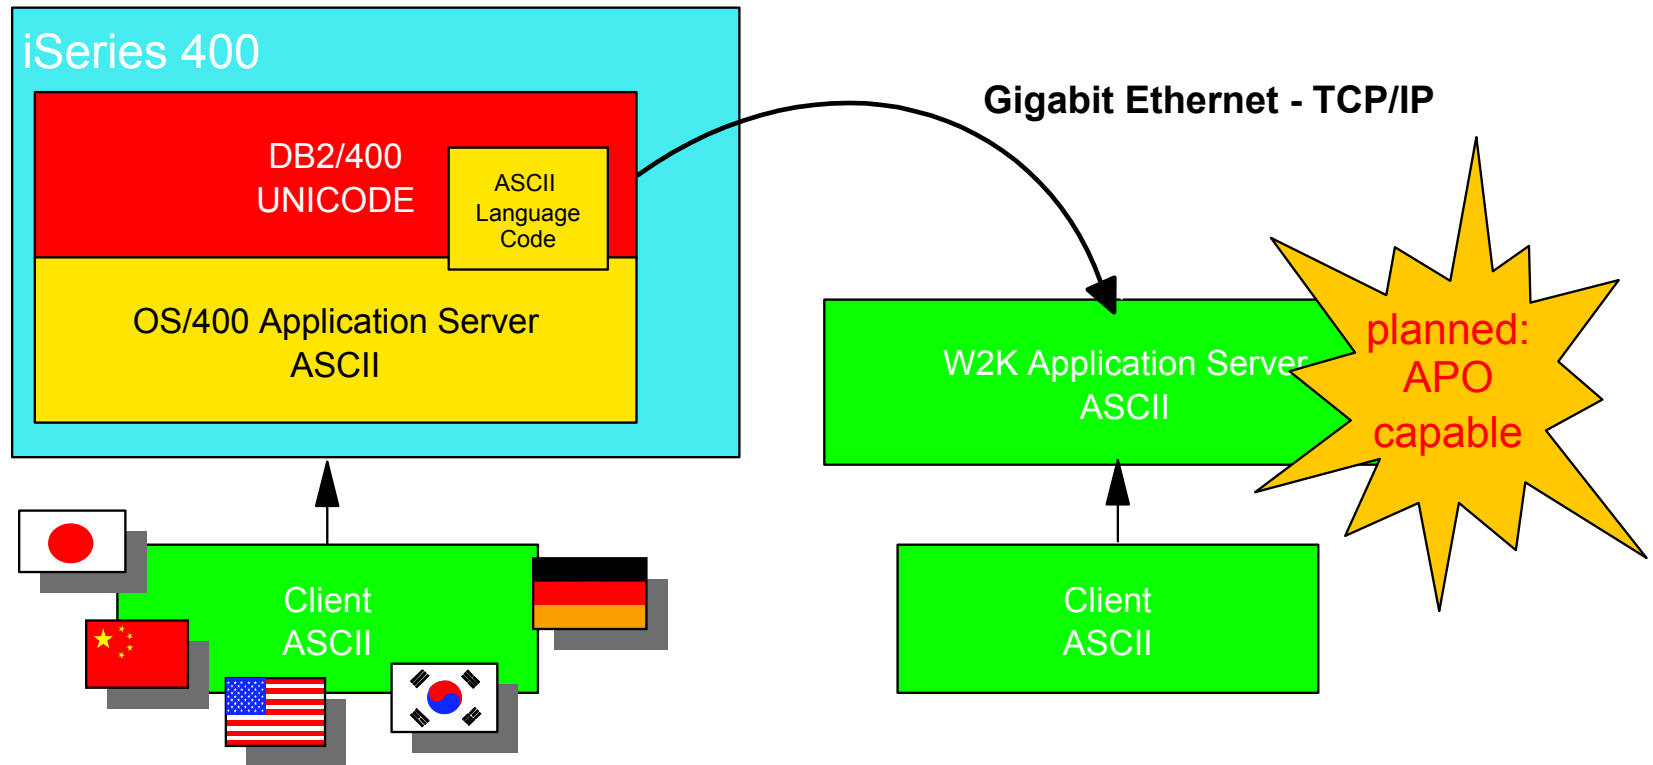 iSeries 400
DB2/400
UNICODE
ASCII
Language
Code
OS/400 Application Server
ASCII
Gigabit Ethernet - TCP/IP
W2K Application Server
ASCII
planned:
APO
capable
Client
ASCII
Client
ASCII